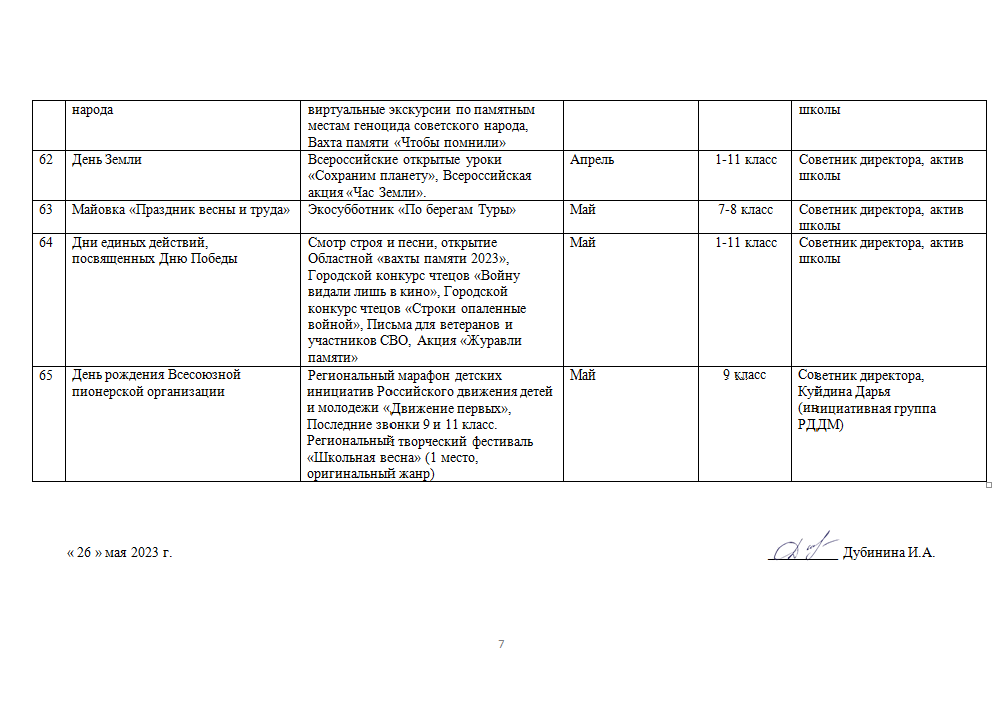 народа
виртуальные экскурсии по памятным
местам геноцида советского народа,
Вахта памяти «Чтобы помнили»
школы
62
День Земли
Всероссийские открытые уроки
«Сохраним планету», Всероссийская
акция «Час Земли».
Апрель
1-11 класс
Советник директора, актив
школы
63
Маёвка «Праздник весны и труда»
Экосубботник «По берегам Туры»
Май
7-8 класс
Советник директора, актив
школы
64
Дни единых действий,
посвященных Дню Победы
Смотр строя и песни, открытие
Областной «вахты памяти 2023»,
Городской конкурс чтецов «Войну
видали лишь в кино», Городской
конкурс чтецов «Строки опаленные
войной», Письма для ветеранов и
участников СВО, Акция «Журавли
памяти»
Май
1-11 класс
Советник директора, актив
школы
65
День рождения Всесоюзной
пионерской организации
Региональный марафон детских
инициатив Российского движения детей
и молодежи «Движение первых»,
Последние звонки 9 и 11 класс.
Региональный творческий фестиваль
«Школьная весна» (1 место,
оригинальный жанр)
Май
9 класс
Советник директора,
Куйдина Дарья
(инициативная группа
РДДМ)
« 26 » мая 2023 г.
Дубинина И.А.
7